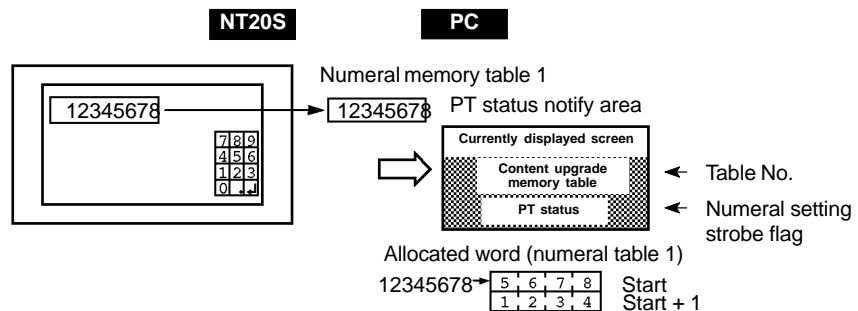 NT20S
PC
Numeral memory table 1
12345678
12345678
PT status notify area
7 8 9
4 5 6
1 2 3
0 . ↲
Currently displayed screen
Content upgrade
memory table
Table No.
PT status
Numeral setting
strobe flag
Allocated word (numeral table 1)
12345678
5 6 7 8
Start
1 2 3 4
Start + 1